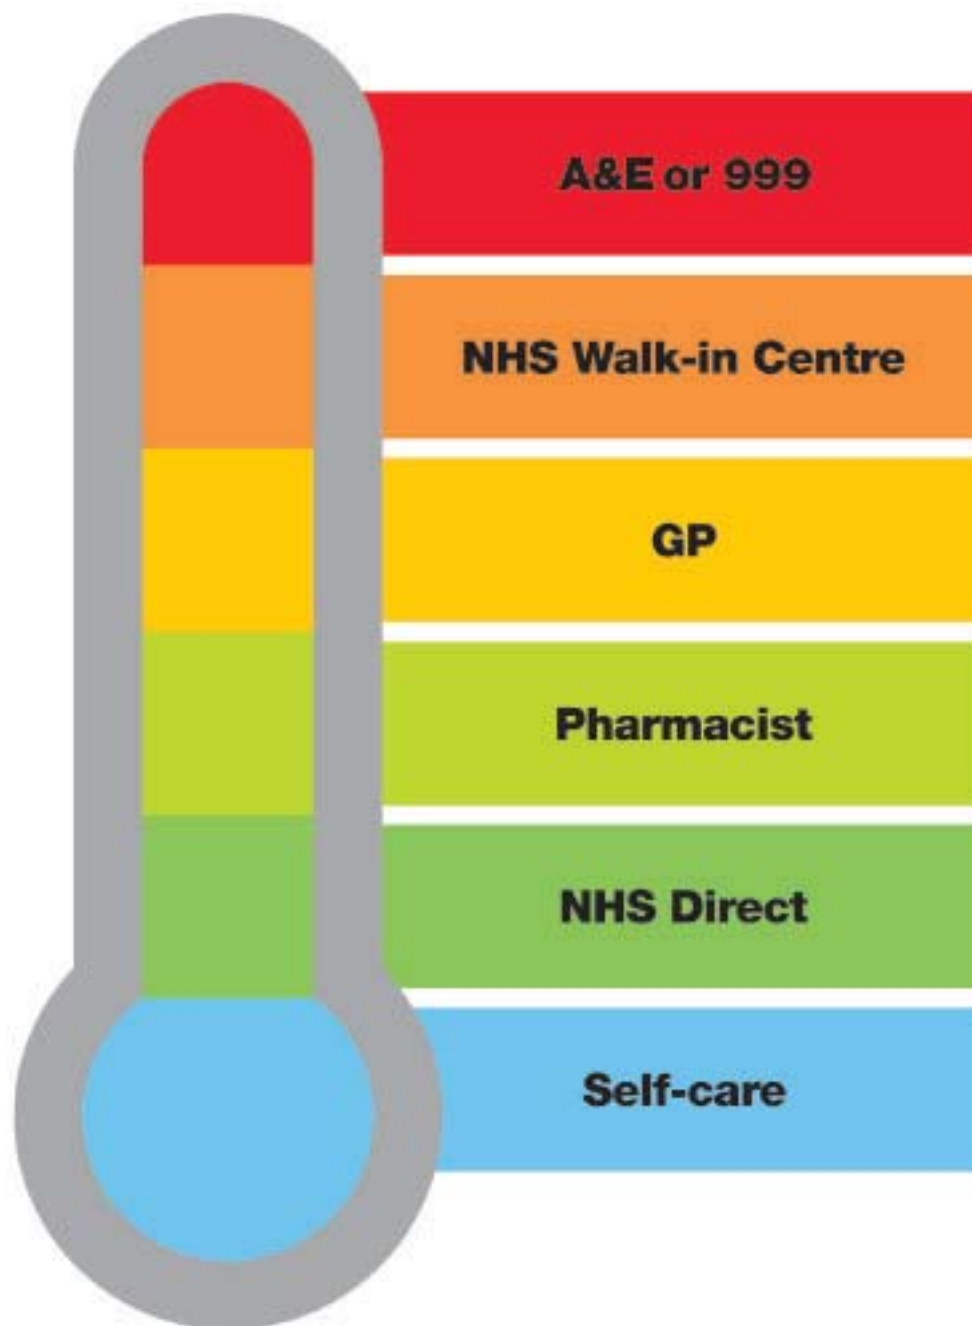 A&E or 999
NHS Walk-in Centre
GP
Pharmacist
NHS Direct
Self-care